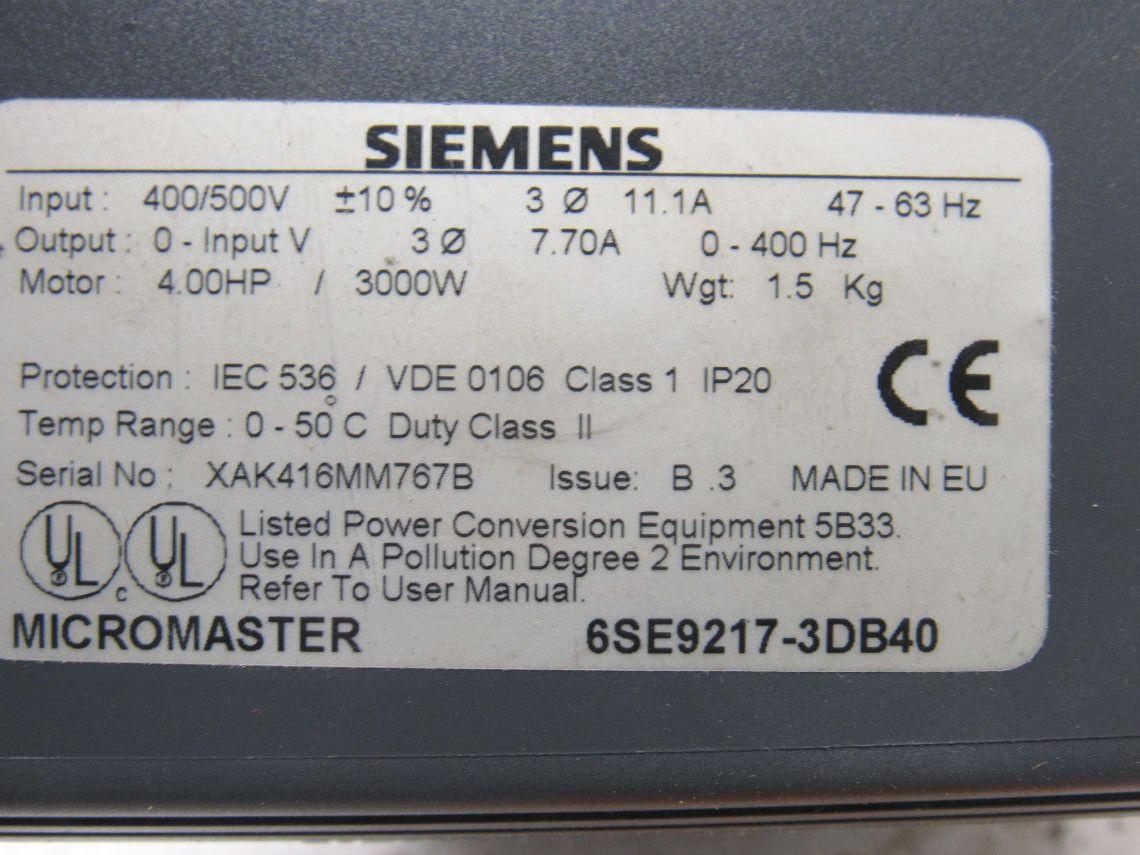 SIEMENS
Input : 400/500V ±10 % 3 Ø 11.1A 47 - 63 Hz
Output : 0 - Input V 3 Ø 7.70A 0 - 400 Hz
Motor : 4.00HP / 3000W Wgt: 1.5 Kg
Protection : IEC 536 / VDE 0106 Class 1 IP20
CE
Temp Range : 0 - 50°C Duty Class II
Serial No : XAK416MM767B Issue: B .3 MADE IN EU
UL c UL Listed Power Conversion Equipment 5B33.
Use In A Pollution Degree 2 Environment.
Refer To User Manual.
MICROMASTER 6SE9217-3DB40